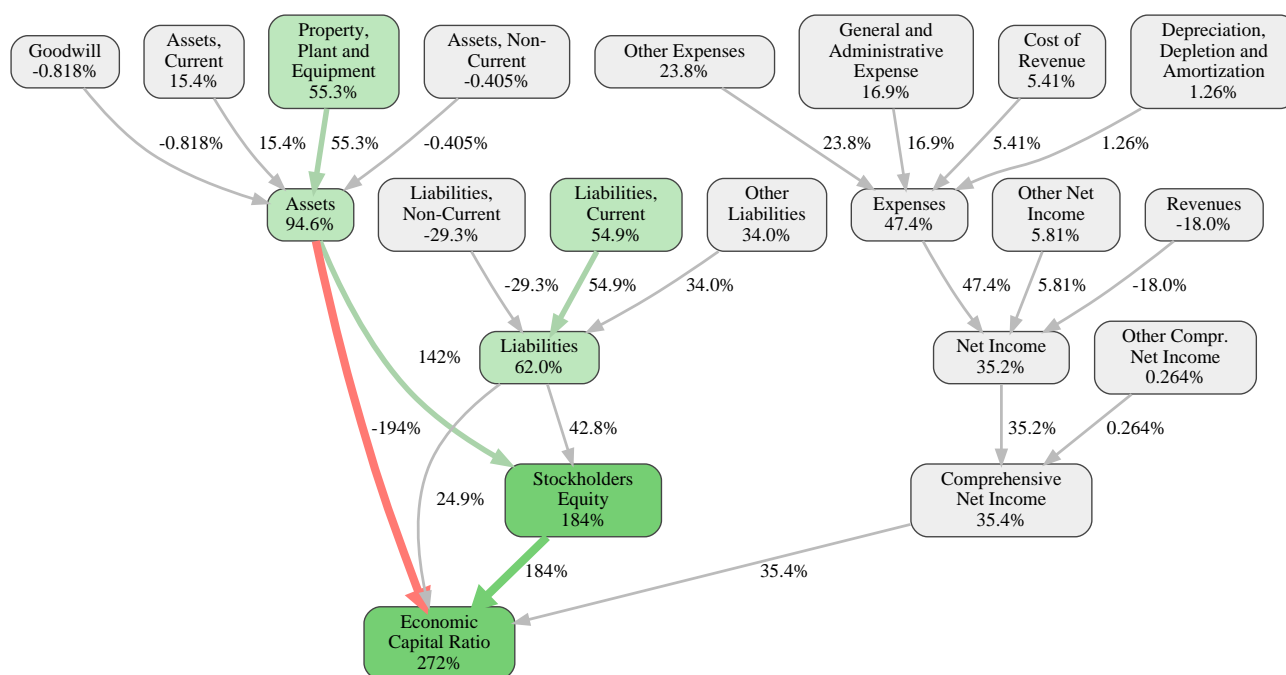 Goodwill
-0.818%
Assets,
Current
15.4%
Property,
Plant and
Equipment
55.3%
Assets, Non-
Current
-0.405%
Other Expenses
23.8%
General and
Administrative
Expense
16.9%
Cost of
Revenue
5.41%
Depreciation,
Depletion and
Amortization
1.26%
-0.818%
15.4%
55.3%
-0.405%
23.8%
16.9%
5.41%
1.26%
Assets
94.6%
Liabilities,
Non-Current
-29.3%
Liabilities,
Current
54.9%
Other
Liabilities
34.0%
Expenses
47.4%
Other Net
Income
5.81%
Revenues
-18.0%
-29.3%
54.9%
34.0%
47.4%
5.81%
-18.0%
142%
Liabilities
62.0%
Net Income
35.2%
Other Compr.
Net Income
0.264%
-194%
42.8%
35.2%
0.264%
24.9%
Stockholders
Equity
184%
Comprehensive
Net Income
35.4%
184%
35.4%
Economic
Capital Ratio
272%